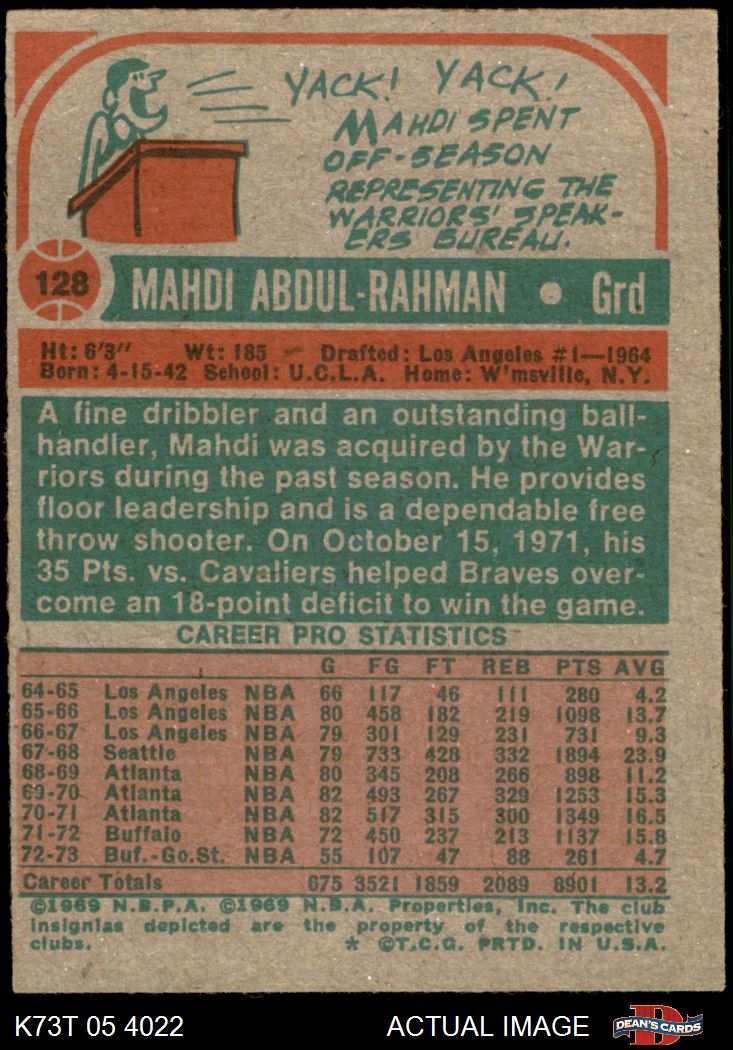 YACK! YACK!
MAHDI SPENT
OFF-SEASON
REPRESENTING THE
WARRIORS' SPEAK-
ERS BUREAU.
128 MAHDI ABDUL-RAHMAN • Grd
Ht: 6'3" Wt: 185 Drafted: Los Angeles #1—1964
Born: 4-15-42 School: U.C.L.A. Home: W'msville, N.Y.
A fine dribbler and an outstanding ball-
handler, Mahdi was acquired by the War-
riors during the past season. He provides
floor leadership and is a dependable free
throw shooter. On October 15, 1971, his
35 Pts. vs. Cavaliers helped Braves over-
come an 18-point deficit to win the game.
CAREER PRO STATISTICS
G FG FT REB PTS AVG
64-65 Los Angeles NBA 66 117 46 111 280 4.2
65-66 Los Angeles NBA 80 458 182 219 1098 13.7
66-67 Los Angeles NBA 79 301 129 231 731 9.3
67-68 Seattle NBA 79 733 428 332 1894 23.9
68-69 Atlanta NBA 80 345 208 266 898 11.2
69-70 Atlanta NBA 82 493 267 329 1253 15.3
70-71 Atlanta NBA 82 517 315 300 1349 16.5
71-72 Buffalo NBA 72 450 237 213 1137 15.8
72-73 Buf.-Go.St. NBA 55 107 47 88 261 4.7
Career Totals 675 3521 1859 2089 8901 13.2
©1969 N.B.P.A. ©1969 N.B.A. Properties, Inc. The club
insignias depicted are the property of the respective
clubs. * ©T.C.G. PRTD. IN U.S.A.
K73T 05 4022 ACTUAL IMAGE DEAN'S CARDS